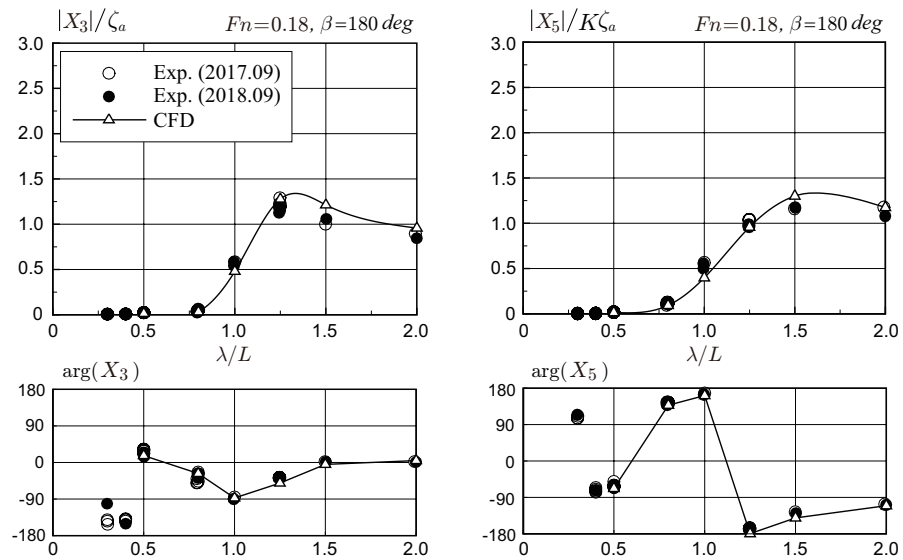 |X₃|/ζₐ Fn=0.18, β=180 deg
3.0
2.5
2.0
1.5
1.0
0.5
0
Exp. (2017.09)
Exp. (2018.09)
CFD
0 0.5 1.0 1.5 2.0
λ/L
|X₅|/Kζₐ Fn=0.18, β=180 deg
3.0
2.5
2.0
1.5
1.0
0.5
0
0 0.5 1.0 1.5 2.0
λ/L
arg(X₃)
180
90
0
-90
-180
0 0.5 1.0 1.5 2.0
arg(X₅)
180
90
0
-90
-180
0 0.5 1.0 1.5 2.0